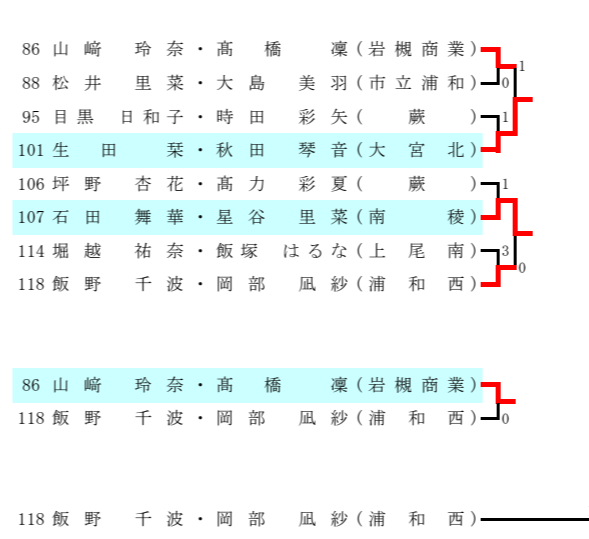 86 山 﨑 玲 奈・髙 橋 凜(岩槻商業)
1
88 松 井 里 菜・大 島 美 羽(市立浦和) 0
95 目 黒 日和子・時 田 彩 矢( 蕨 ) 1
101 生 田 栞・秋 田 琴 音(大 宮 北)
106 坪 野 杏 花・髙 力 彩 夏( 蕨 ) 1
107 石 田 舞 華・星 谷 里 菜(南 稜)
114 堀 越 祐 奈・飯 塚 はるな(上 尾 南) 3
0
118 飯 野 千 波・岡 部 凪 紗(浦 和 西)
86 山 﨑 玲 奈・髙 橋 凜(岩槻商業)
118 飯 野 千 波・岡 部 凪 紗(浦 和 西) 0
118 飯 野 千 波・岡 部 凪 紗(浦 和 西)